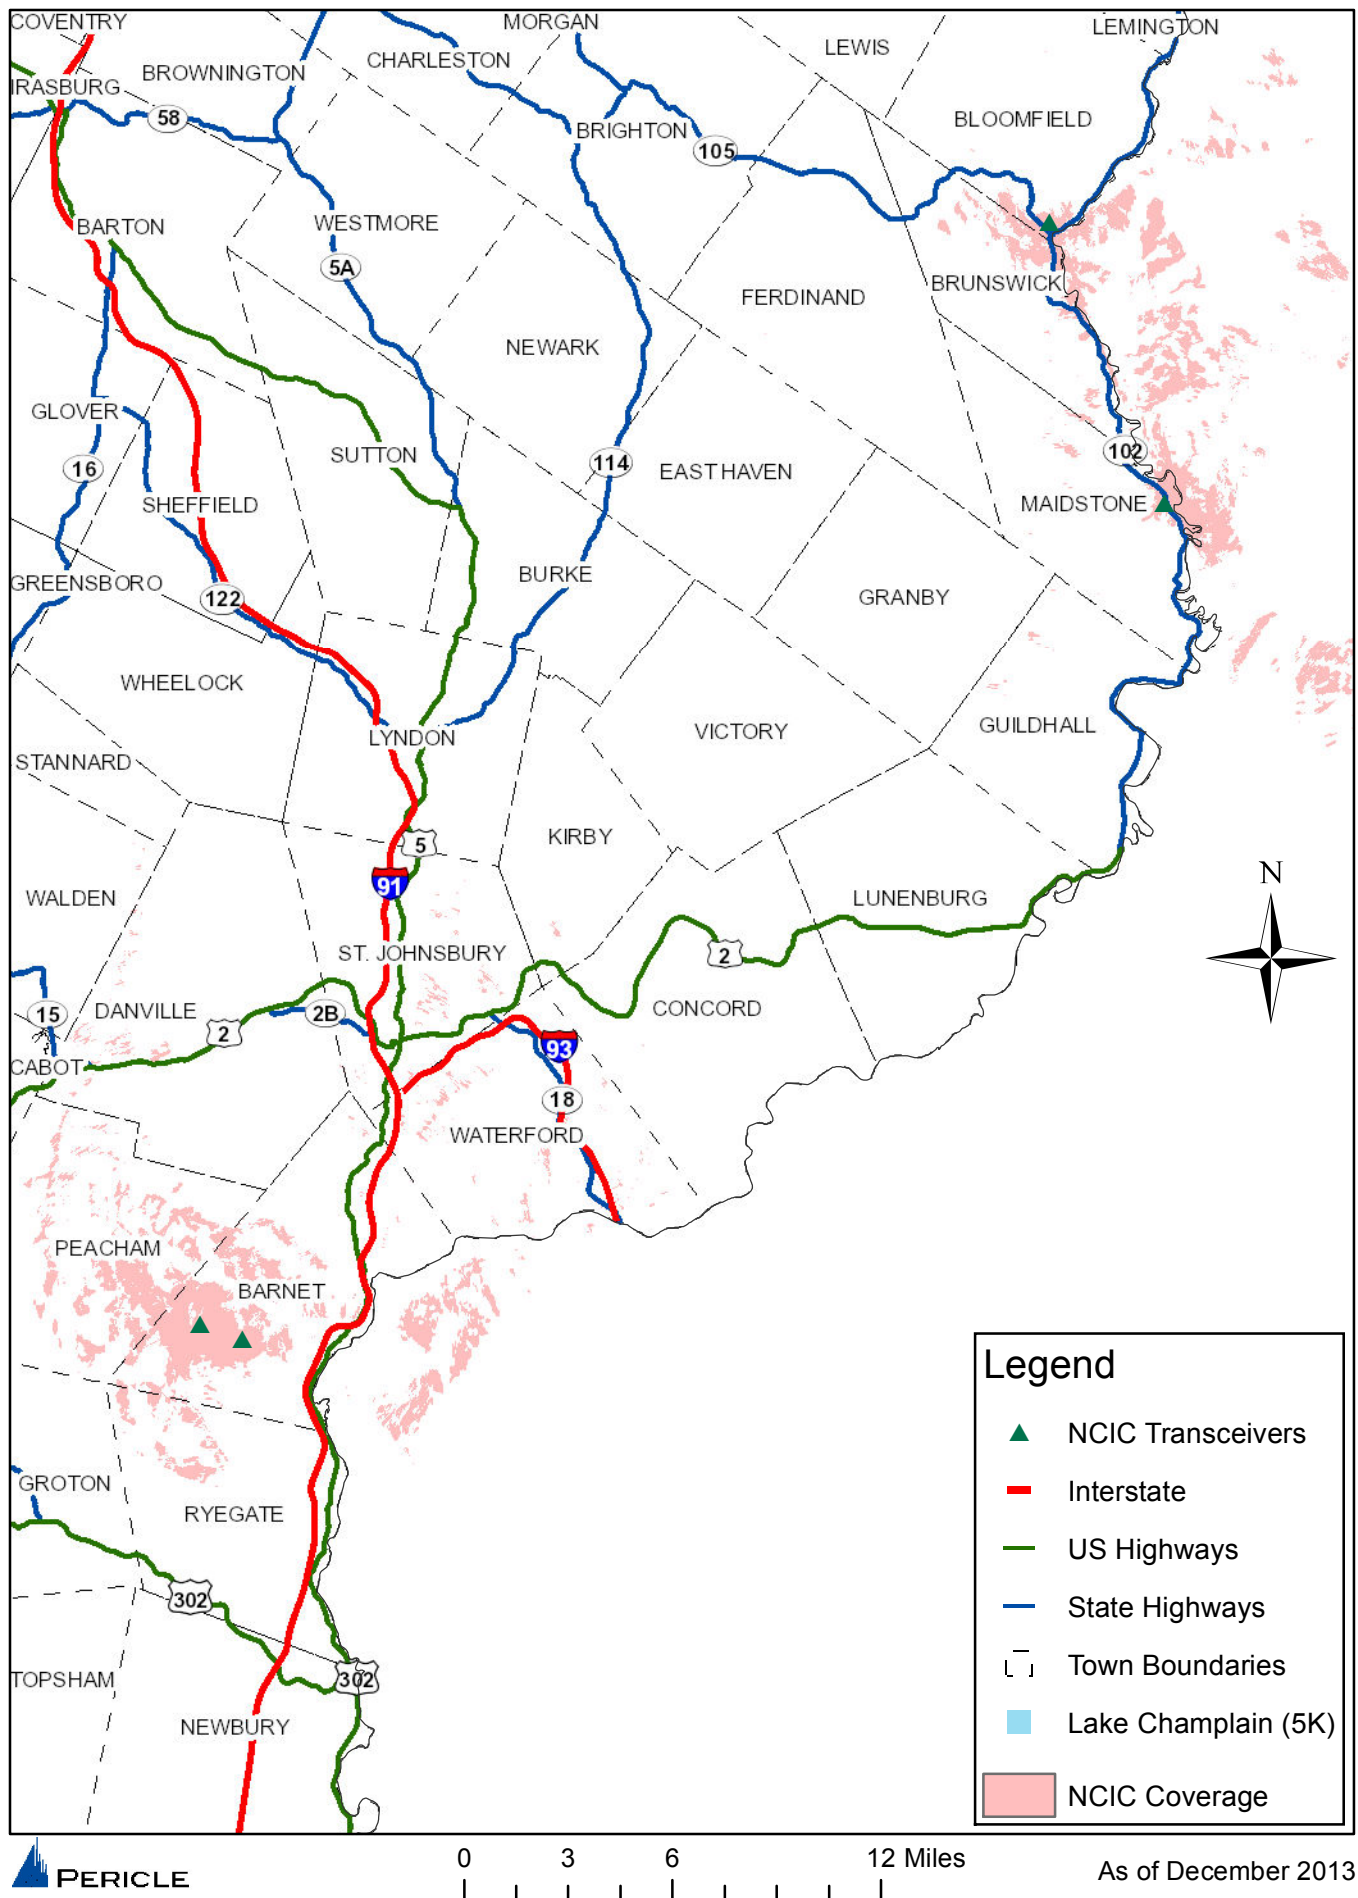 COVENTRY
MORGAN
LEMINGTON
LEWIS
CHARLESTON
BROWNINGTON
IRASBURG
58
BLOOMFIELD
BRIGHTON
105
BARTON
WESTMORE
5A
BRUNSWICK
FERDINAND
NEWARK
GLOVER
SUTTON
102
16
114
EAST HAVEN
SHEFFIELD
MAIDSTONE
GREENSBORO
BURKE
122
GRANBY
WHEELOCK
LYNDON
VICTORY
GUILDHALL
STANNARD
5
KIRBY
91
WALDEN
LUNENBURG
N
ST. JOHNSBURY
2
DANVILLE
15
2B
CONCORD
2
93
CABOT
18
WATERFORD
PEACHAM
BARNET
GROTON
RYEGATE
302
TOPSHAM
302
NEWBURY
Legend
NCIC Transceivers
Interstate
US Highways
State Highways
Town Boundaries
Lake Champlain (5K)
NCIC Coverage
PERICLE
0 3 6 12 Miles
As of December 2013